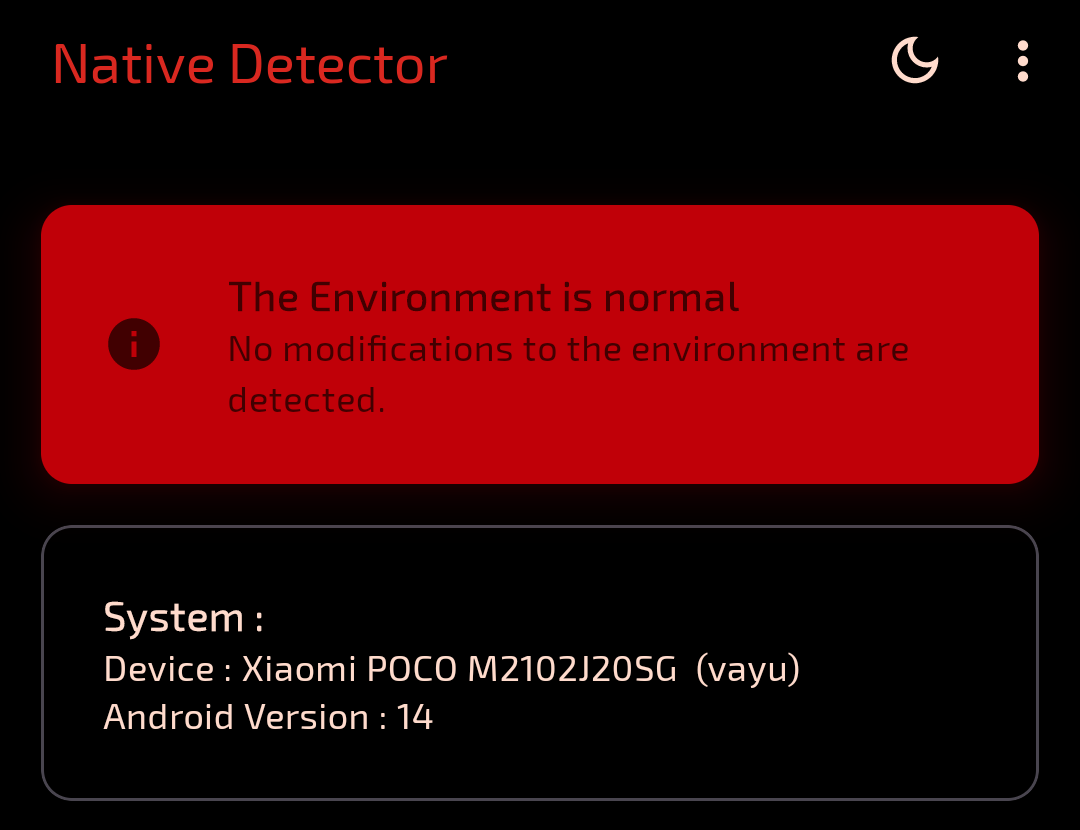 Native Detector
The Environment is normal
No modifications to the environment are
detected.
System :
Device : Xiaomi POCO M2102J20SG (vayu)
Android Version : 14